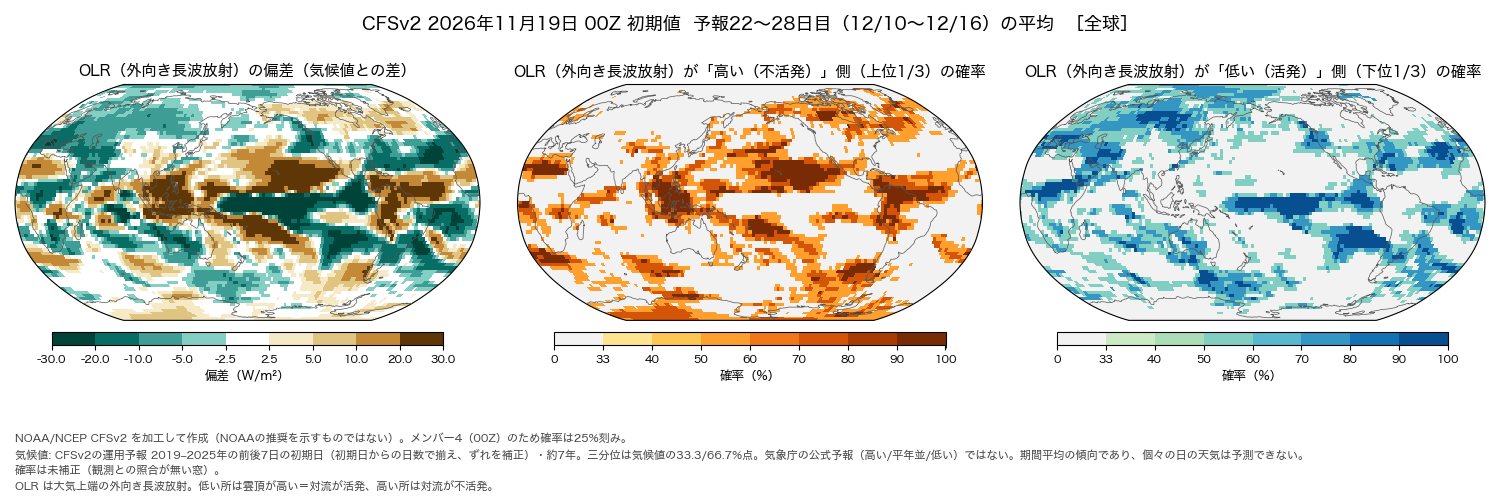 CFSv2 2026年11月19日 00Z 初期値 予報22～28日目（12/10～12/16）の平均 ［全球］
OLR（外向き長波放射）の偏差（気候値との差）
OLR（外向き長波放射）が「高い（不活発）」側（上位1/3）の確率
OLR（外向き長波放射）が「低い（活発）」側（下位1/3）の確率
-30.0 -20.0 -10.0 -5.0 -2.5 2.5 5.0 10.0 20.0 30.0
偏差（W/m²）
0 33 40 50 60 70 80 90 100
確率（%）
0 33 40 50 60 70 80 90 100
確率（%）
NOAA/NCEP CFSv2 を加工して作成（NOAAの推奨を示すものではない）。メンバー4（00Z）のため確率は25%刻み。
気候値: CFSv2の運用予報 2019–2025年の前後7日の初期日（初期日からの日数で揃え、ずれを補正）・約7年。三分位は気候値の33.3/66.7%点。気象庁の公式予報（高い/平年並/低い）ではない。期間平均の傾向であり、個々の日の天気は予測できない。
確率は未補正（観測との照合が無い窓）。
OLR は大気上端の外向き長波放射。低い所は雲頂が高い＝対流が活発、高い所は対流が不活発。